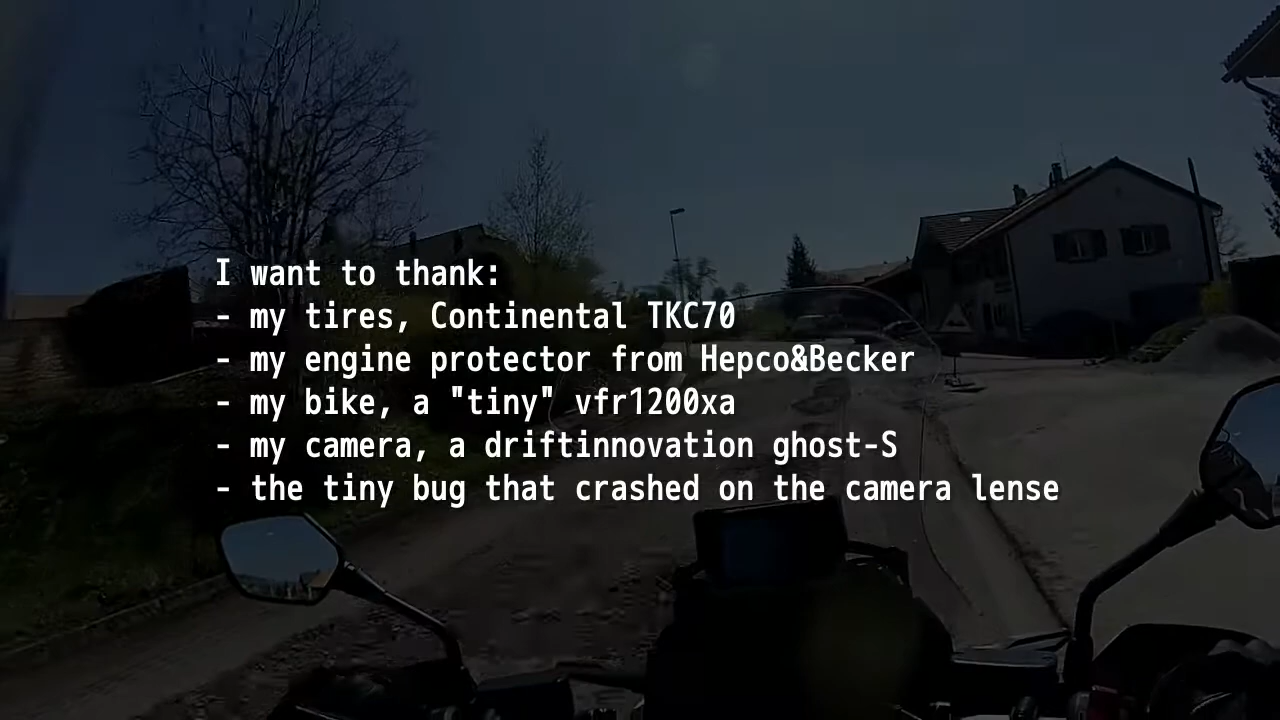 I want to thank:
- my tires, Continental TKC70
- my engine protector from Hepco&Becker
- my bike, a "tiny" vfr1200xa
- my camera, a driftinnovation ghost-S
- the tiny bug that crashed on the camera lense